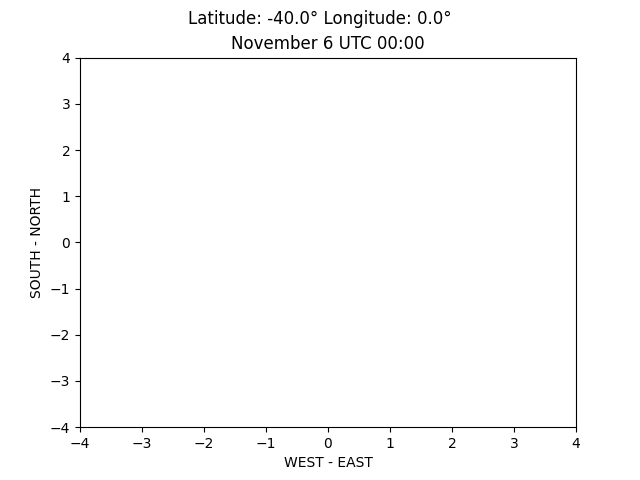 Latitude: -40.0° Longitude: 0.0°
November 6 UTC 00:00
4
3
2
1
0
−1
−2
−3
−4
SOUTH - NORTH
−4 −3 −2 −1 0 1 2 3 4
WEST - EAST